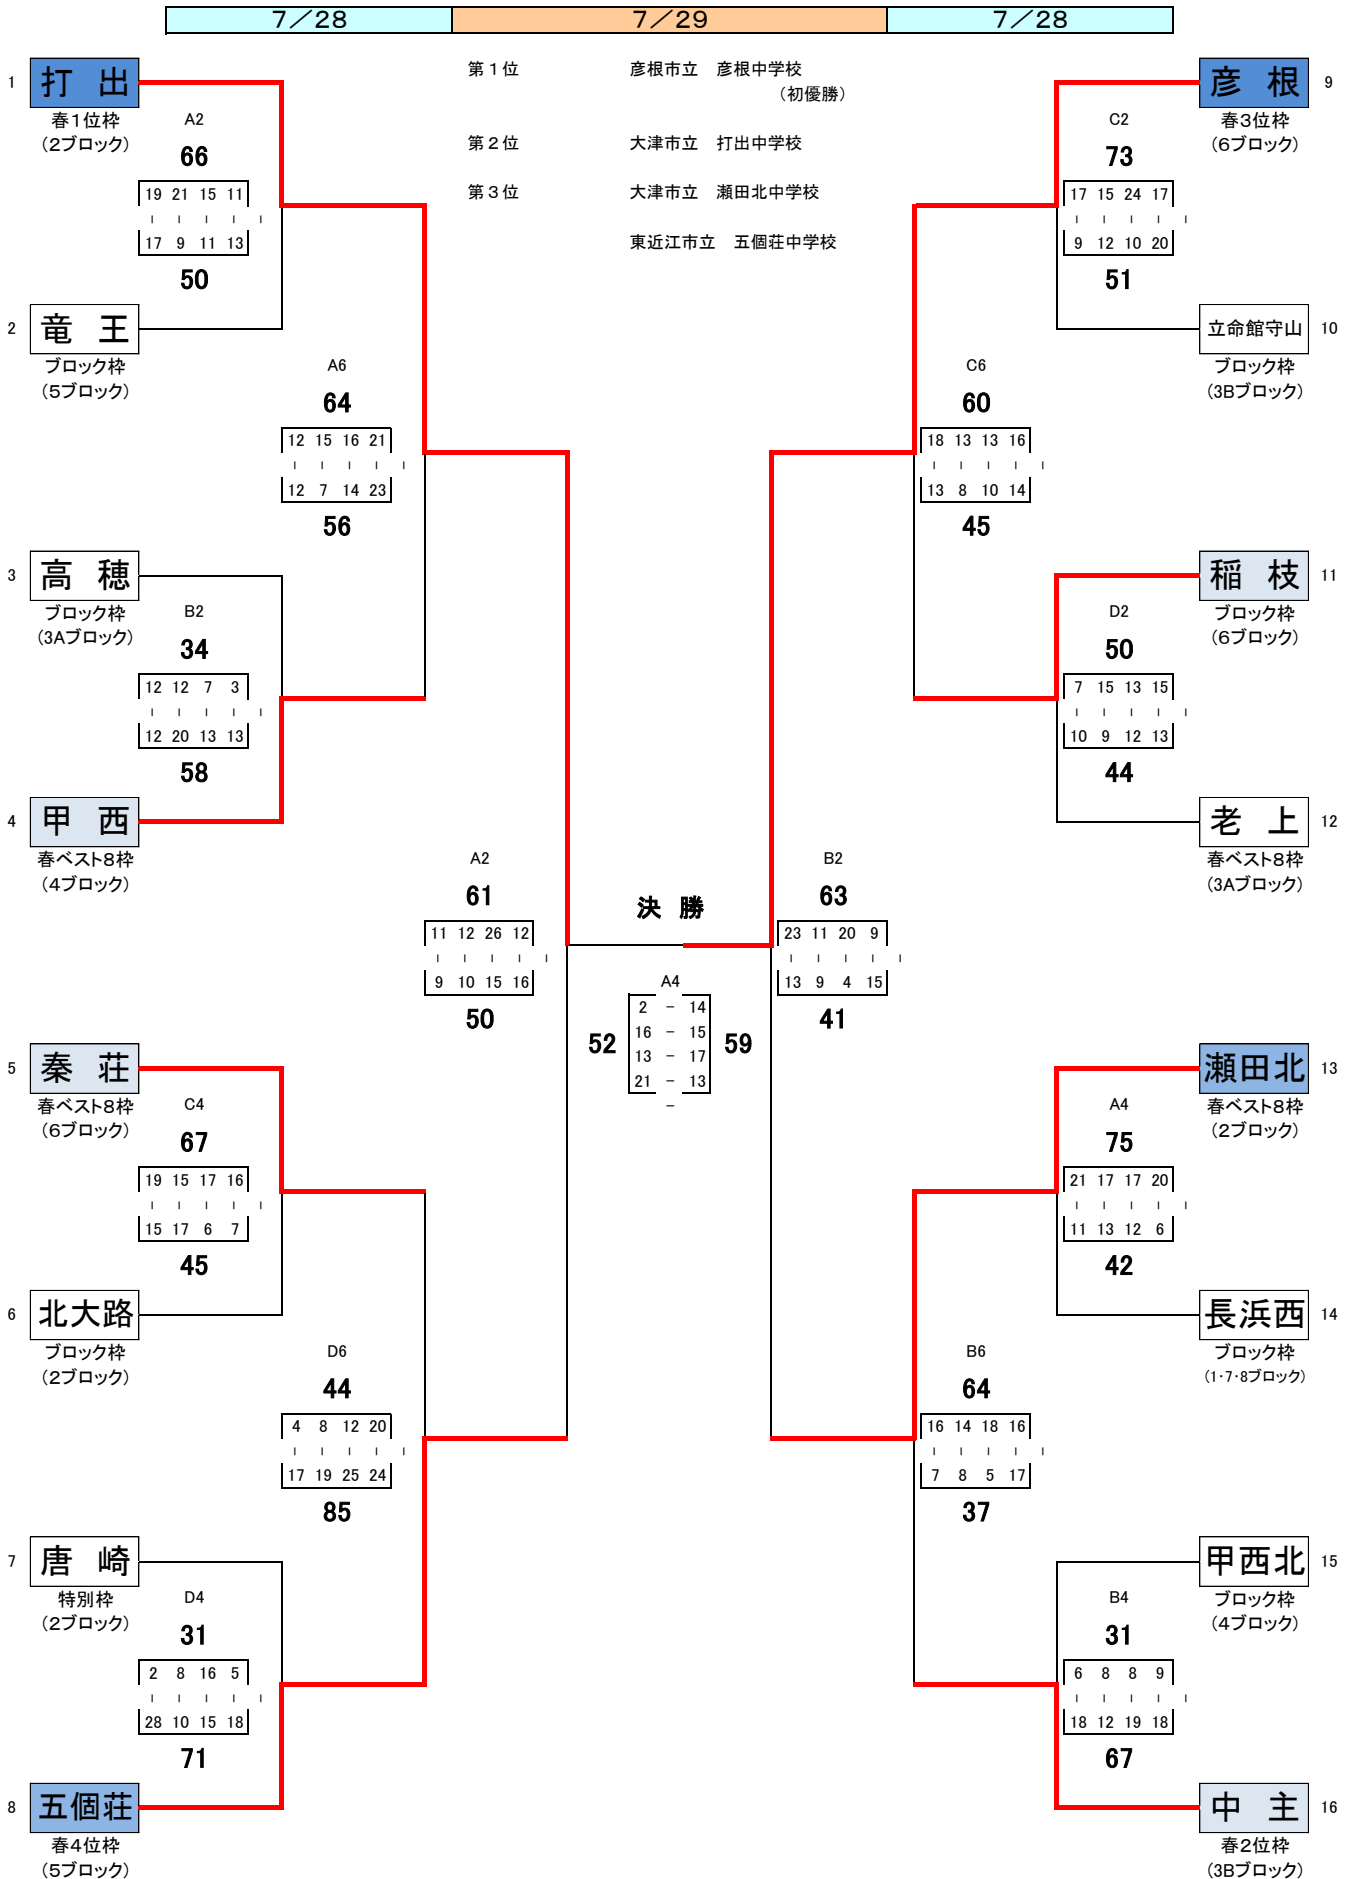 7／28 7／29 7／28
第１位 彦根市立 彦根中学校
（初優勝）
第２位 大津市立 打出中学校
第３位 大津市立 瀬田北中学校
東近江市立 五個荘中学校
1 打 出
春１位枠
(2ブロック)
A2
66
19 21 15 11
17 9 11 13
50
2 竜 王
ブロック枠
(5ブロック)
A6
64
12 15 16 21
12 7 14 23
56
3 高 穂
ブロック枠
(3Aブロック)
B2
34
12 12 7 3
12 20 13 13
58
4 甲 西
春ベスト8枠
(4ブロック)
A2
61
11 12 26 12
9 10 15 16
50
5 秦 荘
春ベスト8枠
(6ブロック)
C4
67
19 15 17 16
15 17 6 7
45
6 北大路
ブロック枠
(2ブロック)
D6
44
4 8 12 20
17 19 25 24
85
7 唐 崎
特別枠
(2ブロック)
D4
31
2 8 16 5
28 10 15 18
71
8 五個荘
春4位枠
(5ブロック)
決 勝
A4
2 － 14
16 － 15
52 59
13 － 17
21 － 13
－
彦 根 9
春3位枠
(6ブロック)
C2
73
17 15 24 17
9 12 10 20
51
立命館守山 10
ブロック枠
(3Bブロック)
C6
60
18 13 13 16
13 8 10 14
45
稲 枝 11
ブロック枠
(6ブロック)
D2
50
7 15 13 15
10 9 12 13
44
老 上 12
春ベスト8枠
(3Aブロック)
B2
63
23 11 20 9
13 9 4 15
41
瀬田北 13
春ベスト8枠
(2ブロック)
A4
75
21 17 17 20
11 13 12 6
42
長浜西 14
ブロック枠
(1・7・8ブロック)
B6
64
16 14 18 16
7 8 5 17
37
甲西北 15
ブロック枠
(4ブロック)
B4
31
6 8 8 9
18 12 19 18
67
中 主 16
春2位枠
(3Bブロック)